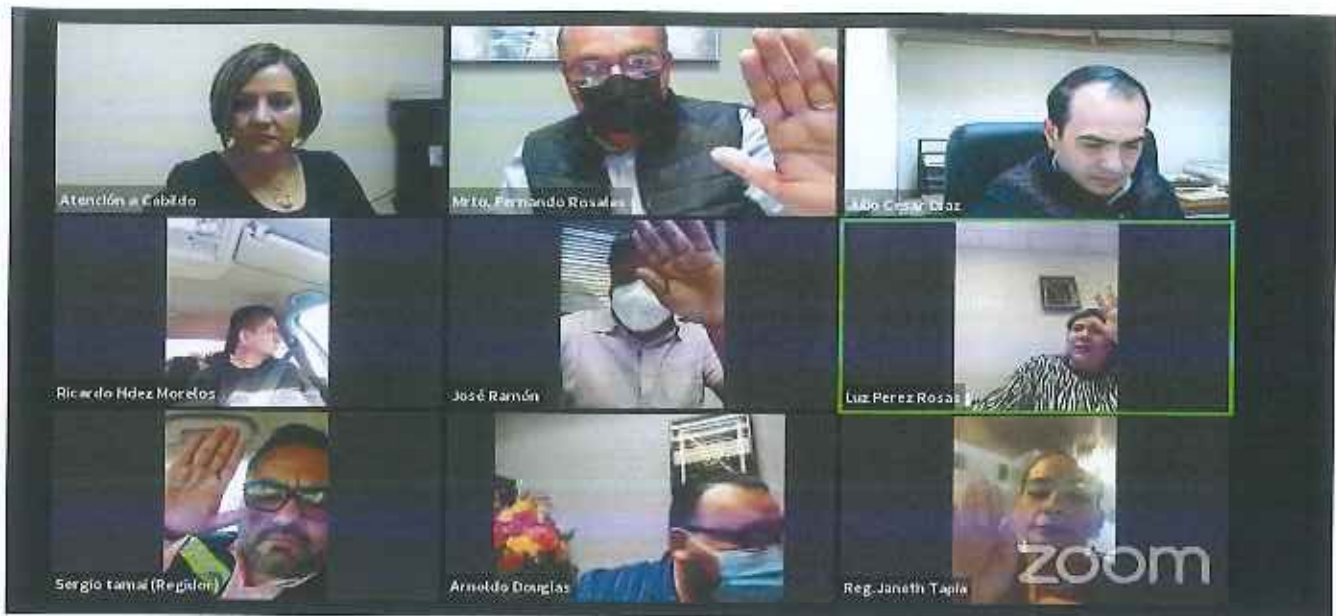 Atención a Cabildo
Mrto, Fernando Rosales
Julio Cesar Diaz
Ricardo Hdez Morelos
José Ramón
Luz Perez Rosas
Sergio tamai (Regidor)
Arnoldo Douglas
Reg.Janeth Tapia
zoom